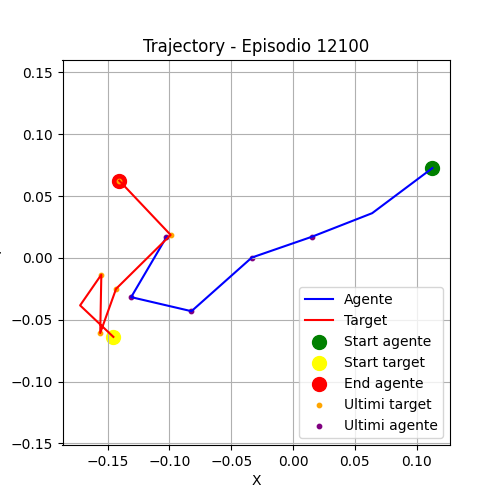 Trajectory - Episodio 12100
0.15
0.10
0.05
0.00
−0.05
−0.10
−0.15
Agente
Target
Start agente
Start target
End agente
Ultimi target
Ultimi agente
−0.15 −0.10 −0.05 0.00 0.05 0.10
X